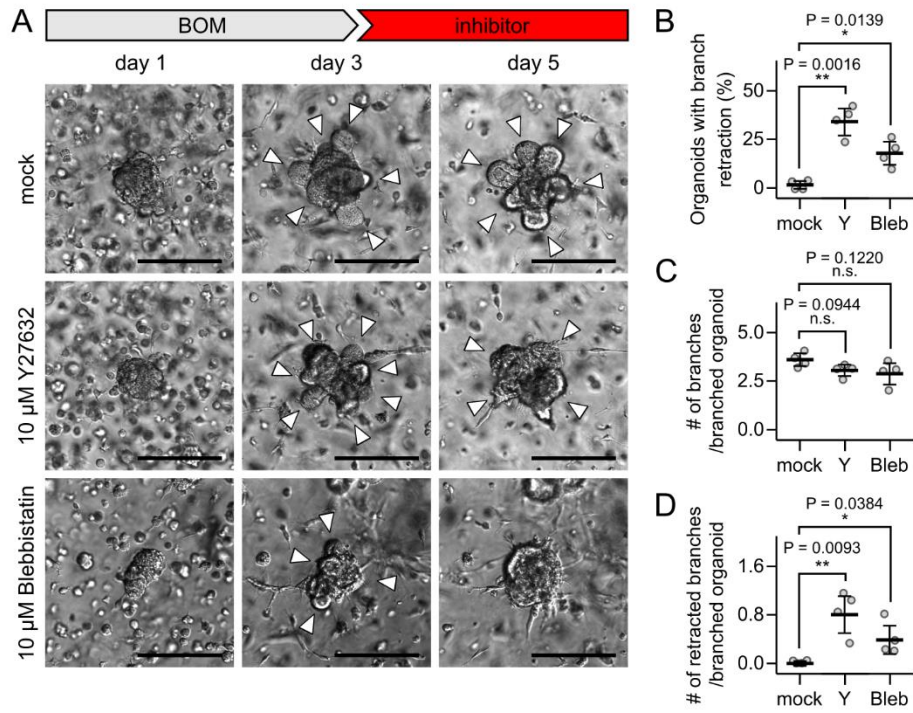 A
BOM
inhibitor
day 1
day 3
day 5
mock
10 µM Y27632
10 µM Blebbistatin
B
P = 0.0139
*
P = 0.0016
**
Organoids with branch
retraction (%)
50
25
0
mock
Y
Bleb
C
P = 0.1220
n.s.
P = 0.0944
n.s.
# of branches
/branched organoid
5.0
2.5
0.0
mock
Y
Bleb
D
P = 0.0384
*
P = 0.0093
**
# of retracted branches
/branched organoid
1.6
0.8
0.0
mock
Y
Bleb